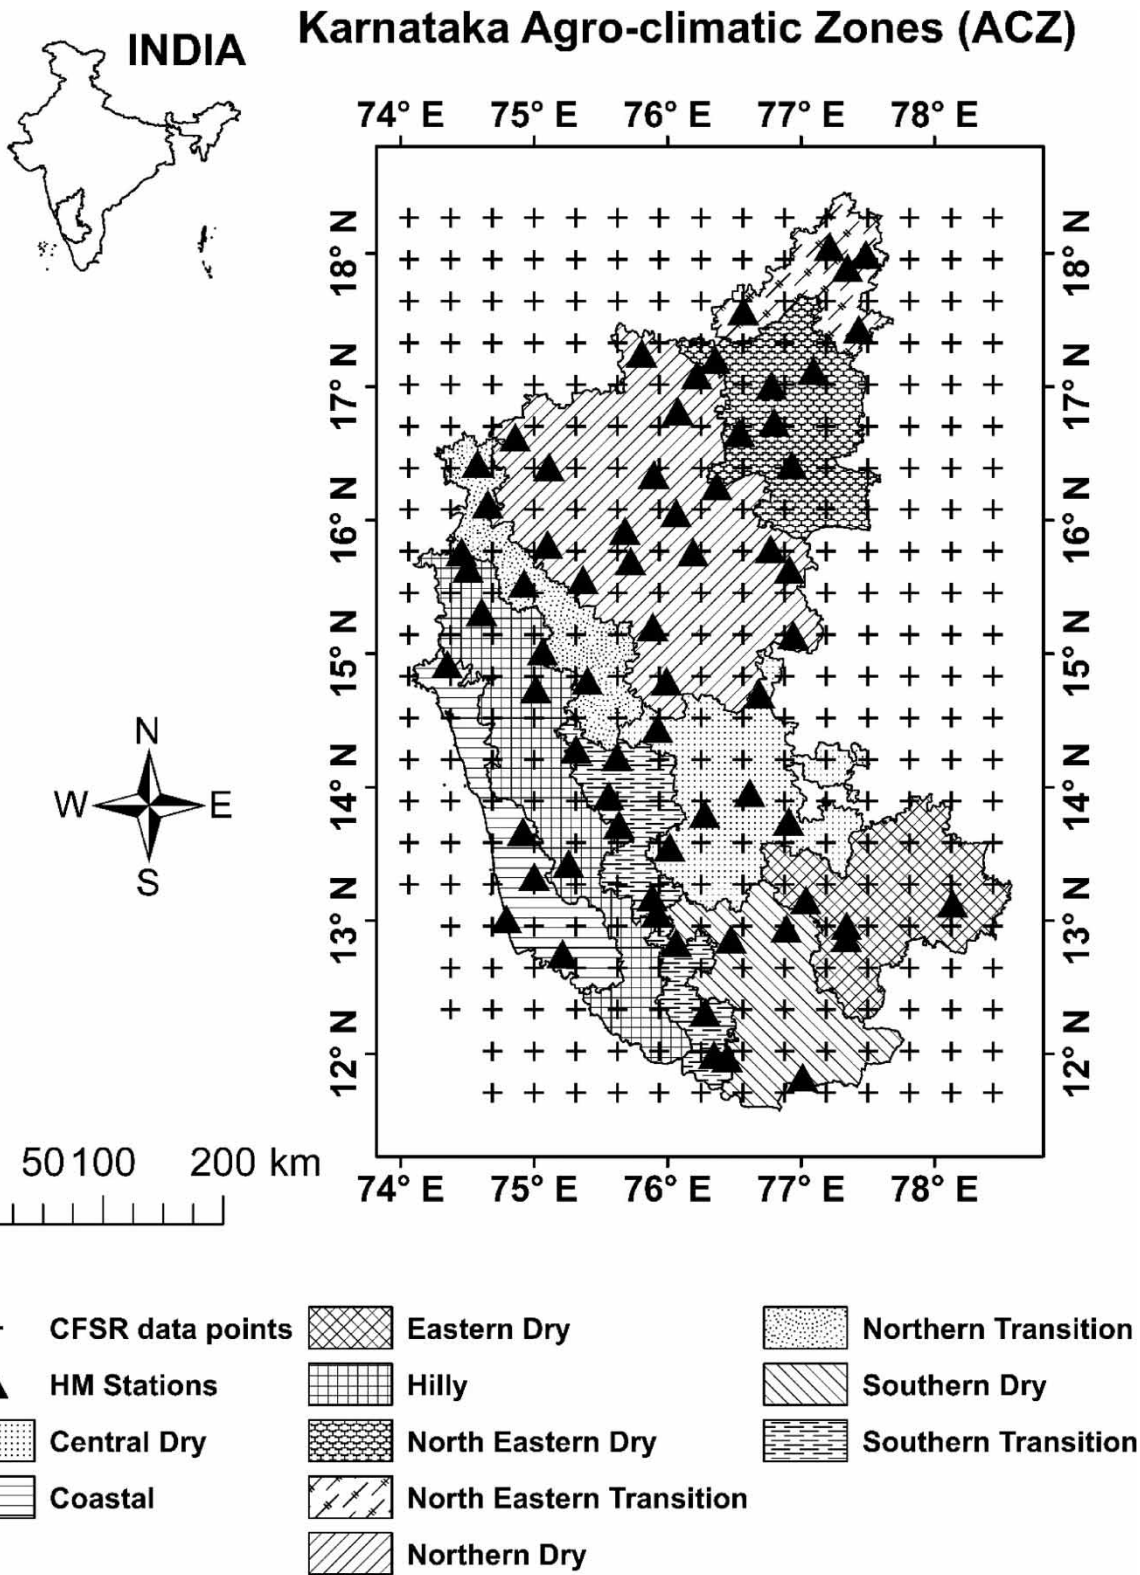 Karnataka Agro-climatic Zones (ACZ)
INDIA
74° E 75° E 76° E 77° E 78° E
18° N 18° N
17° N 17° N
16° N 16° N
15° N 15° N
14° N 14° N
13° N 13° N
12° N 12° N
N
W E
S
50 100 200 km
74° E 75° E 76° E 77° E 78° E
CFSR data points Eastern Dry Northern Transition
HM Stations Hilly Southern Dry
Central Dry North Eastern Dry Southern Transition
Coastal North Eastern Transition
Northern Dry